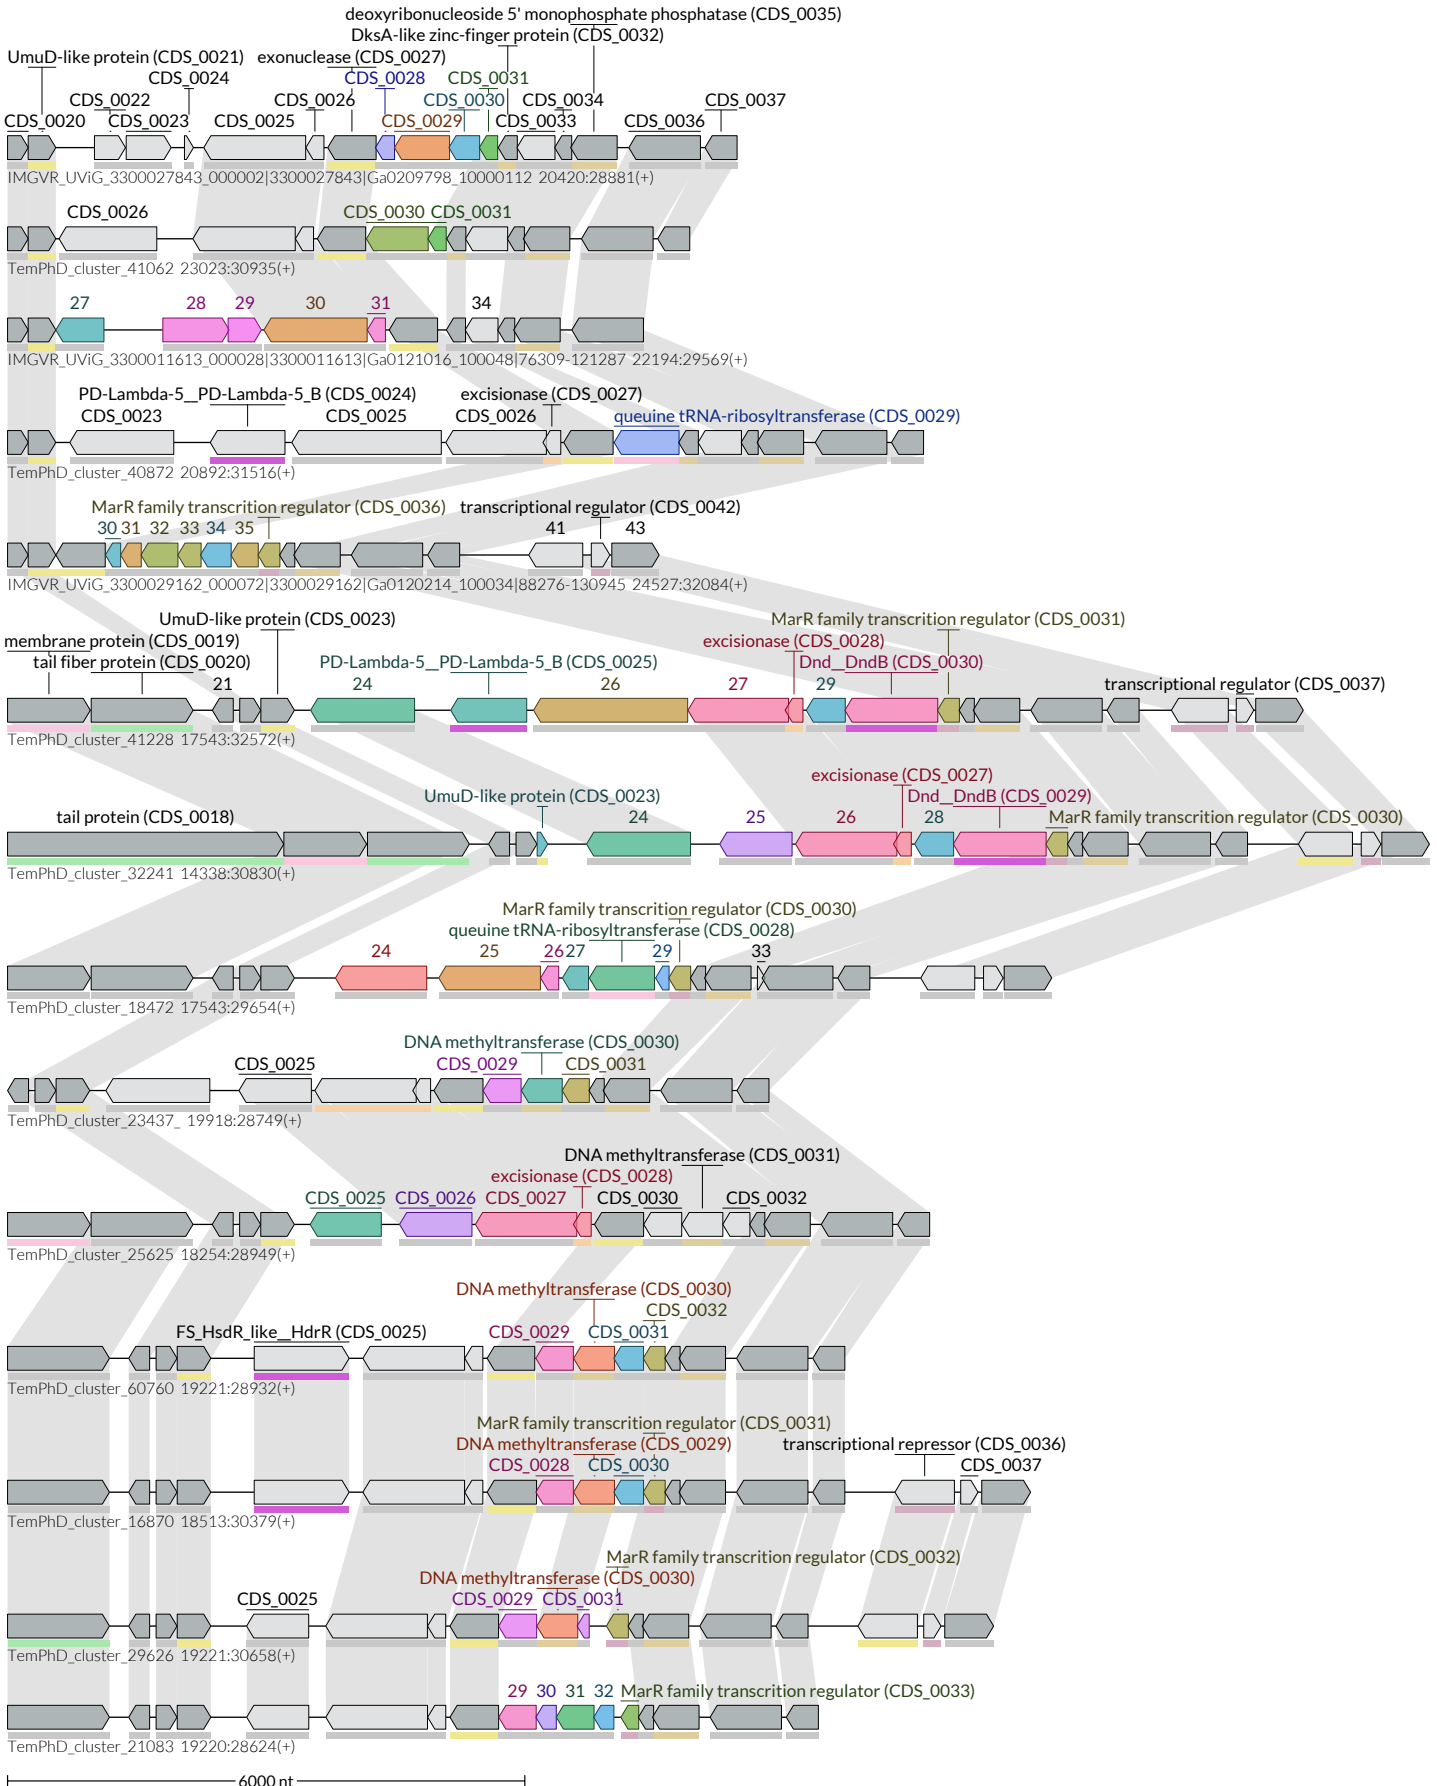 deoxyribonucleoside 5' monophosphate phosphatase (CDS_0035)
DksA-like zinc-finger protein (CDS_0032)
UmuD-like protein (CDS_0021) exonuclease (CDS_0027)
CDS_0024 CDS_0028 CDS_0031
CDS_0022 CDS_0026 CDS_0030 CDS_0034 CDS_0037
CDS_0020 CDS_0023 CDS_0025 CDS_0029 CDS_0033 CDS_0036
IMGVR_UViG_3300027843_000002|3300027843|Ga0209798_10000112 20420:28881(+)
CDS_0026 CDS_0030 CDS_0031
TemPhD_cluster_41062 23023:30935(+)
27 28 29 30 31 34
IMGVR_UViG_3300011613_000028|3300011613|Ga0121016_100048|76309-121287 22194:29569(+)
PD-Lambda-5__PD-Lambda-5_B (CDS_0024) excisionase (CDS_0027)
CDS_0023 CDS_0025 CDS_0026 queuine tRNA-ribosyltransferase (CDS_0029)
TemPhD_cluster_40872 20892:31516(+)
MarR family transcrition regulator (CDS_0036) transcriptional regulator (CDS_0042)
30 31 32 33 34 35 41 43
IMGVR_UViG_3300029162_000072|3300029162|Ga0120214_100034|88276-130945 24527:32084(+)
UmuD-like protein (CDS_0023) MarR family transcrition regulator (CDS_0031)
membrane protein (CDS_0019) excisionase (CDS_0028)
tail fiber protein (CDS_0020) PD-Lambda-5__PD-Lambda-5_B (CDS_0025) Dnd__DndB (CDS_0030)
21 24 26 27 29 transcriptional regulator (CDS_0037)
TemPhD_cluster_41228 17543:32572(+)
excisionase (CDS_0027)
UmuD-like protein (CDS_0023) Dnd__DndB (CDS_0029)
tail protein (CDS_0018) 24 25 26 28 MarR family transcrition regulator (CDS_0030)
TemPhD_cluster_32241 14338:30830(+)
MarR family transcrition regulator (CDS_0030)
queuine tRNA-ribosyltransferase (CDS_0028)
24 25 26 27 29 33
TemPhD_cluster_18472 17543:29654(+)
DNA methyltransferase (CDS_0030)
CDS_0025 CDS_0029 CDS_0031
TemPhD_cluster_23437_ 19918:28749(+)
DNA methyltransferase (CDS_0031)
excisionase (CDS_0028)
CDS_0025 CDS_0026 CDS_0027 CDS_0030 CDS_0032
TemPhD_cluster_25625 18254:28949(+)
DNA methyltransferase (CDS_0030)
CDS_0032
FS_HsdR_like__HdrR (CDS_0025) CDS_0029 CDS_0031
TemPhD_cluster_60760 19221:28932(+)
MarR family transcrition regulator (CDS_0031)
DNA methyltransferase (CDS_0029) transcriptional repressor (CDS_0036)
CDS_0028 CDS_0030 CDS_0037
TemPhD_cluster_16870 18513:30379(+)
MarR family transcrition regulator (CDS_0032)
DNA methyltransferase (CDS_0030)
CDS_0025 CDS_0029 CDS_0031
TemPhD_cluster_29626 19221:30658(+)
29 30 31 32 MarR family transcrition regulator (CDS_0033)
TemPhD_cluster_21083 19220:28624(+)
6000 nt